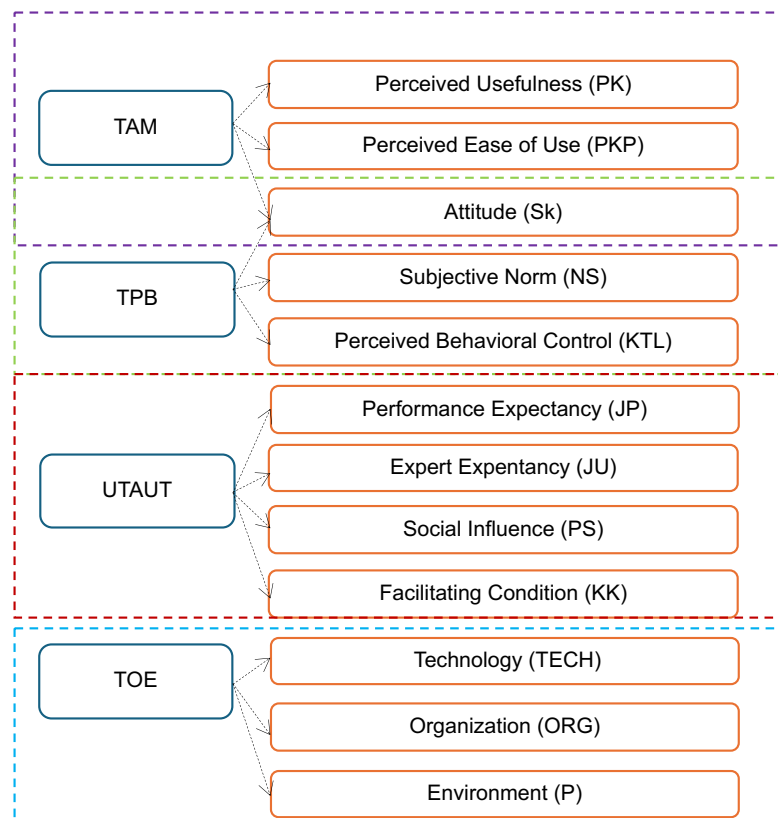 TAM
Perceived Usefulness (PK)
Perceived Ease of Use (PKP)
Attitude (Sk)
TPB
Subjective Norm (NS)
Perceived Behavioral Control (KTL)
UTAUT
Performance Expectancy (JP)
Expert Expentancy (JU)
Social Influence (PS)
Facilitating Condition (KK)
TOE
Technology (TECH)
Organization (ORG)
Environment (P)